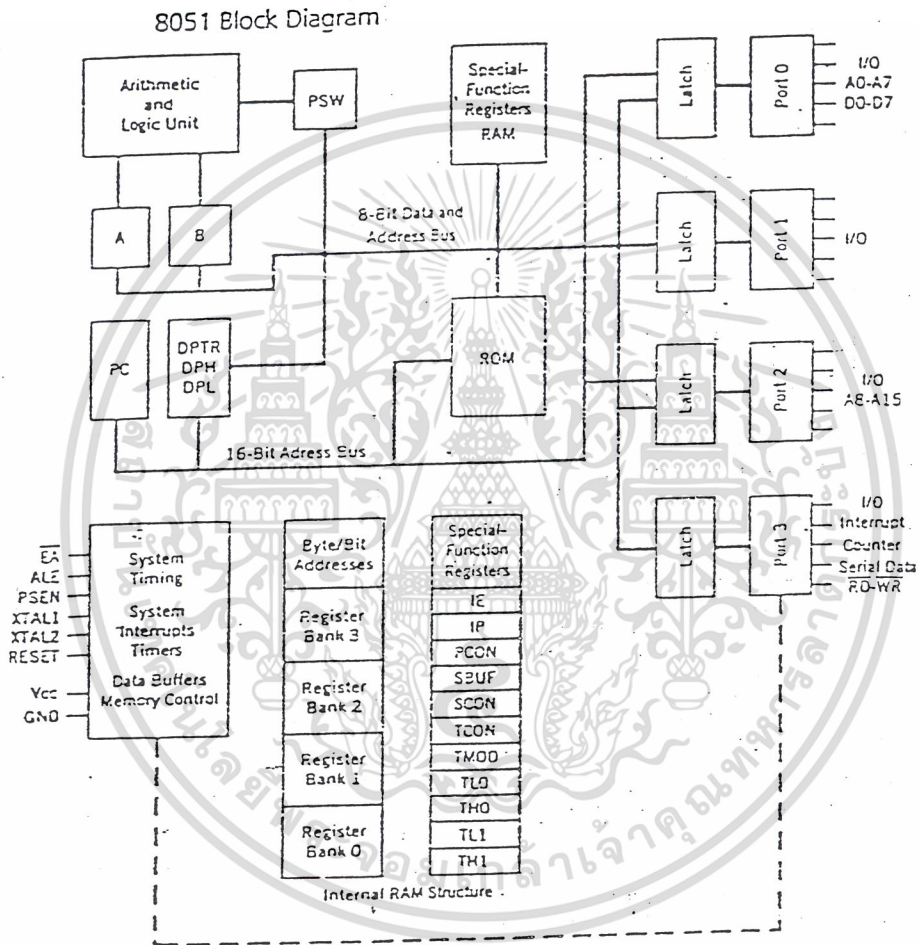 8051 Block Diagram
Arithmetic
and
Logic Unit
PSW
Special-
Function
Registers
RAM
Latch
Port 0
I/O
A0-A7
D0-D7
A
B
8-Bit Data and
Address Bus
Latch
Port 1
I/O
PC
DPTR
DPH
DPL
ROM
Latch
Port 2
I/O
A8-A15
16-Bit Adress Bus
EA
ALE
PSEN
XTAL1
XTAL2
RESET
Vcc
GND
System
Timing
System
Interrupts
Timers
Data Buffers
Memory Control
Byte/Bit
Addresses
Register
Bank 3
Register
Bank 2
Register
Bank 1
Register
Bank 0
Special-
Function
Registers
IE
IP
PCON
SBUF
SCON
TCON
TMOD
TL0
TH0
TL1
TH1
Latch
Port 3
I/O
Interrupt
Counter
Serial Data
RD-WR
Internal RAM Structure